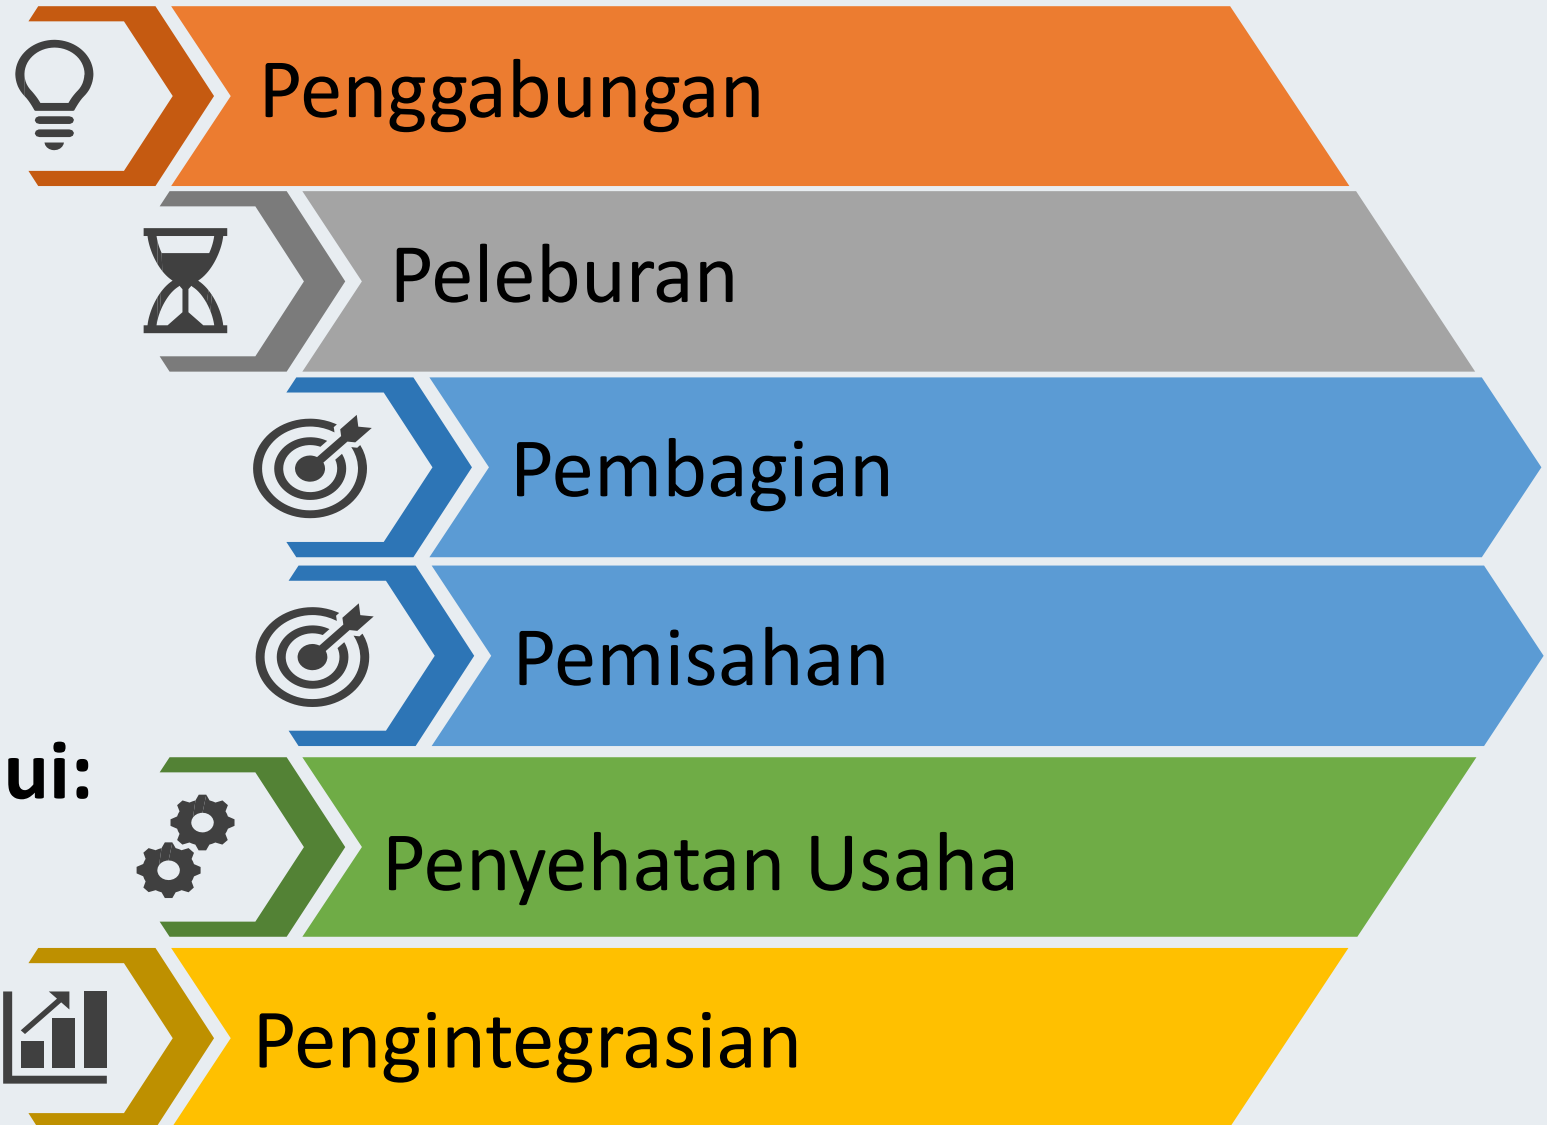 Penggabungan
Peleburan
Pembagian
Pemisahan
ui:
Penyehatan Usaha
Pengintegrasian